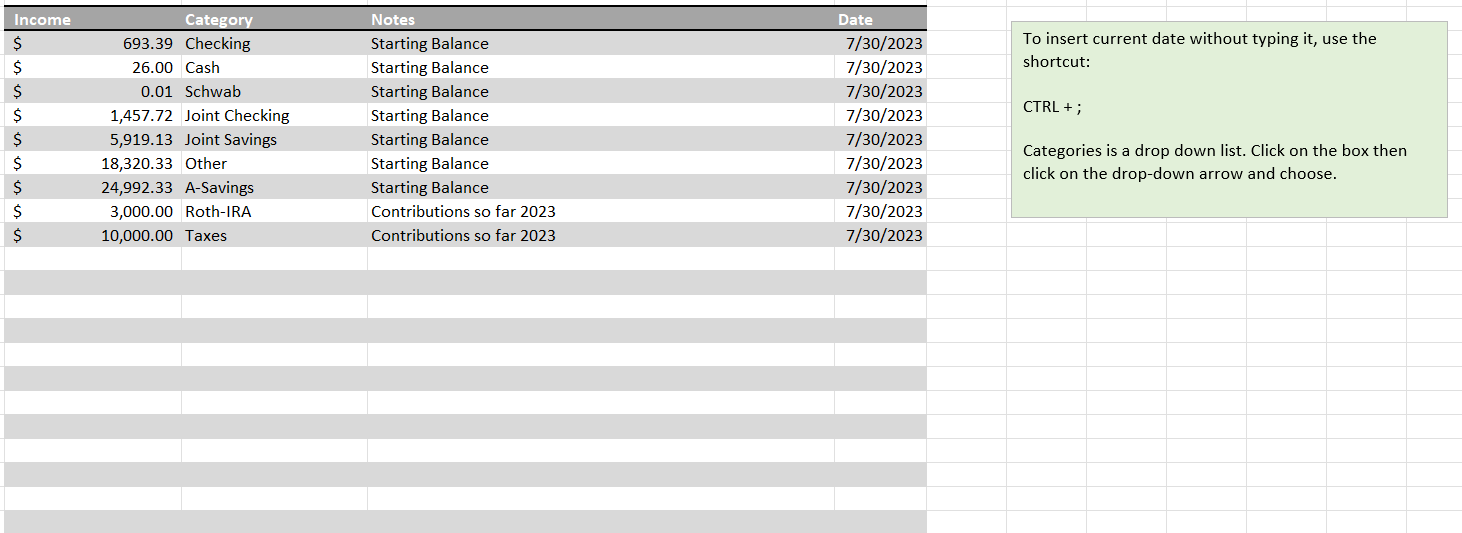 Income Category Notes Date
$ 693.39 Checking Starting Balance 7/30/2023
$ 26.00 Cash Starting Balance 7/30/2023
$ 0.01 Schwab Starting Balance 7/30/2023
$ 1,457.72 Joint Checking Starting Balance 7/30/2023
$ 5,919.13 Joint Savings Starting Balance 7/30/2023
$ 18,320.33 Other Starting Balance 7/30/2023
$ 24,992.33 A-Savings Starting Balance 7/30/2023
$ 3,000.00 Roth-IRA Contributions so far 2023 7/30/2023
$ 10,000.00 Taxes Contributions so far 2023 7/30/2023
To insert current date without typing it, use the
shortcut:
CTRL + ;
Categories is a drop down list. Click on the box then
click on the drop-down arrow and choose.